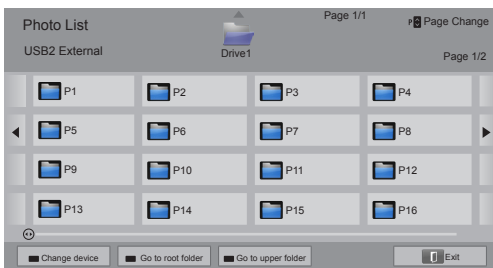 Photo List
Page 1/1
P Page Change
USB2 External
Drive1
Page 1/2
P1 P2 P3 P4
P5 P6 P7 P8
P9 P10 P11 P12
P13 P14 P15 P16
Change device Go to root folder Go to upper folder Exit